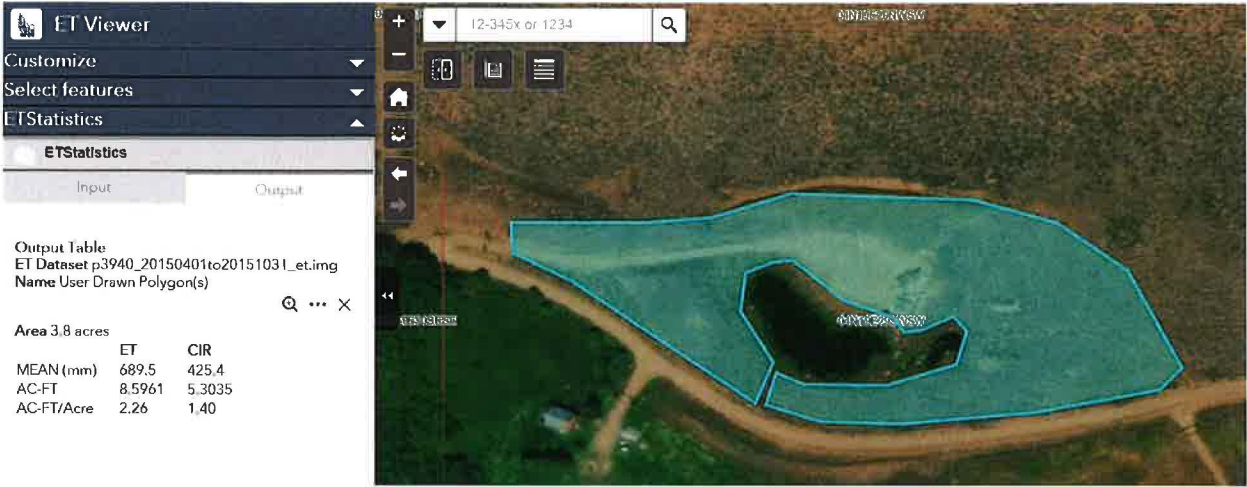 ET Viewer
Customize
Select features
ETStatistics
ETStatistics
Input
Output
Output Table
ET Dataset p3940_20150401to20151031_et.img
Name User Drawn Polygon(s)
Area 3.8 acres
ET CIR
MEAN (mm) 689.5 425.4
AC-FT 8.5961 5.3035
AC-FT/Acre 2.26 1.40
12-345x or 1234